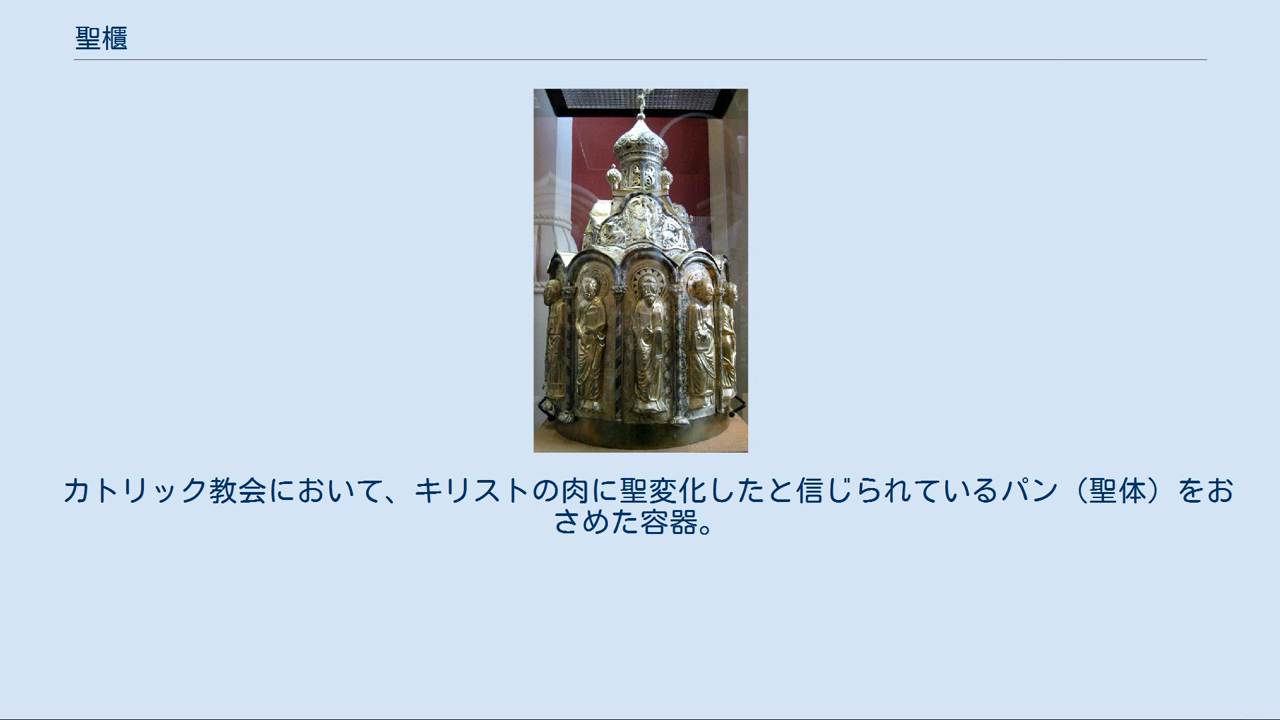 聖櫃
カトリック教会において、キリストの肉に聖変化したと信じられているパン（聖体）をお
さめた容器。